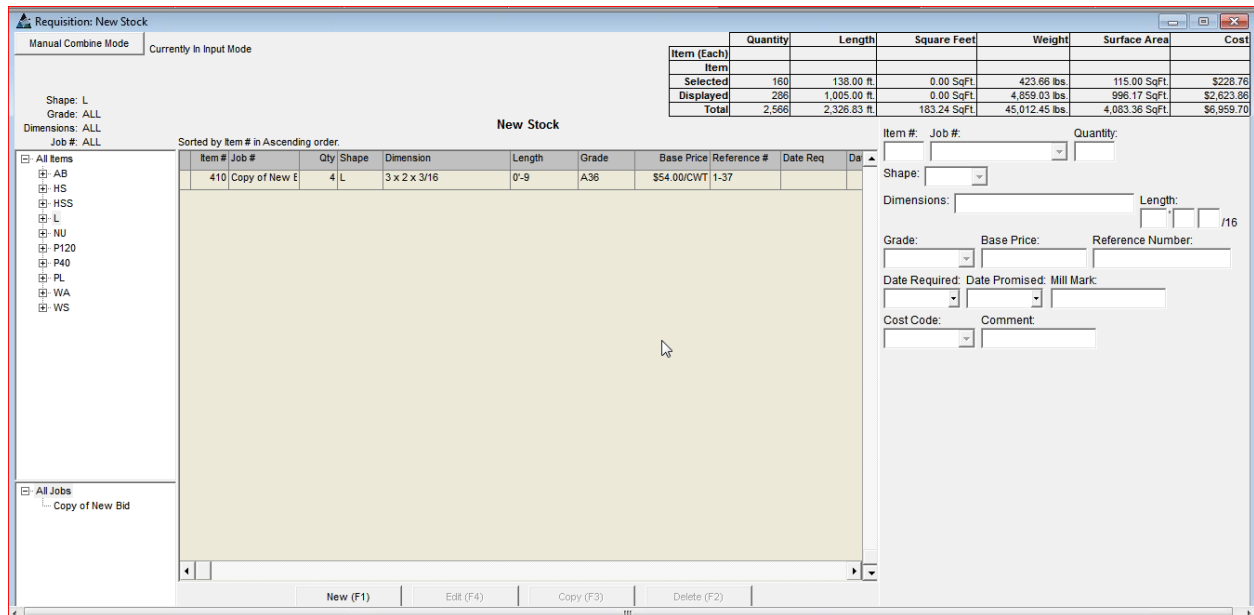 Requisition: New Stock
Manual Combine Mode
Currently In Input Mode
Quantity Length Square Feet Weight Surface Area Cost
Item (Each)
Item
Selected 160 138.00 ft. 0.00 SqFt. 423.66 lbs. 115.00 SqFt. $228.76
Displayed 286 1,005.00 ft. 0.00 SqFt. 4,859.03 lbs. 996.17 SqFt. $2,623.86
Total 2,566 2,326.83 ft. 183.24 SqFt. 45,012.45 lbs. 4,083.36 SqFt. $6,959.70
Shape: L
Grade: ALL
Dimensions: ALL
Job #: ALL
New Stock
Sorted by Item # in Ascending order.
Item # Job # Qty Shape Dimension Length Grade Base Price Reference # Date Req Da
410 Copy of New E 4 L 3 x 2 x 3/16 0'-9 A36 $54.00/CWT 1-37
All Items
AB
HS
HSS
L
NU
P120
P40
PL
WA
WS
All Jobs
Copy of New Bid
Item #: Job #: Quantity:
Shape:
Dimensions: Length:
' /16
Grade: Base Price: Reference Number:
Date Required: Date Promised: Mill Mark:
Cost Code: Comment:
New (F1) Edit (F4) Copy (F3) Delete (F2)